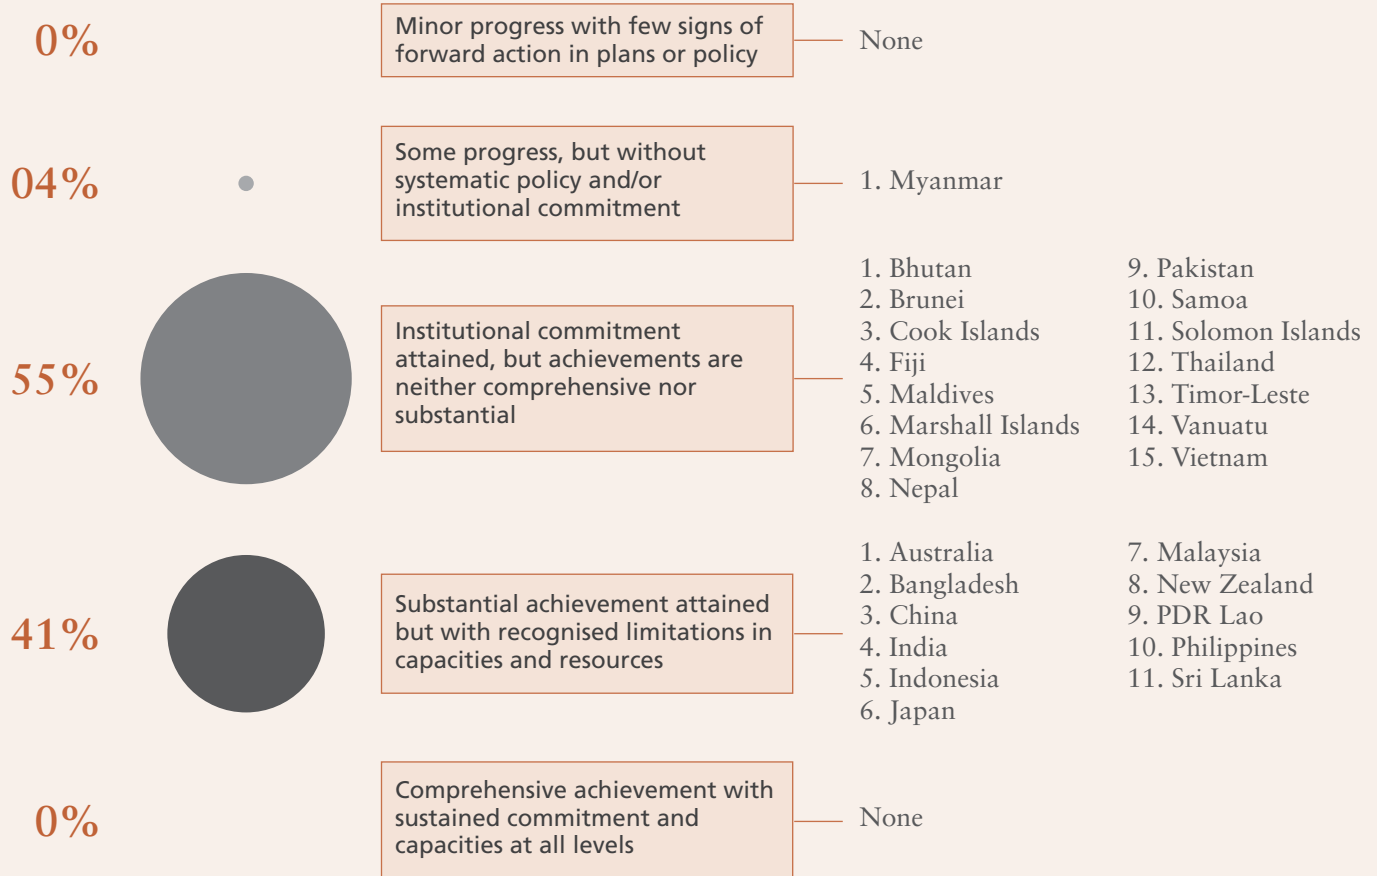 0%
Minor progress with few signs of
forward action in plans or policy
None
04%
Some progress, but without
systematic policy and/or
institutional commitment
1. Myanmar
55%
Institutional commitment
attained, but achievements are
neither comprehensive nor
substantial
1. Bhutan
2. Brunei
3. Cook Islands
4. Fiji
5. Maldives
6. Marshall Islands
7. Mongolia
8. Nepal
9. Pakistan
10. Samoa
11. Solomon Islands
12. Thailand
13. Timor-Leste
14. Vanuatu
15. Vietnam
41%
Substantial achievement attained
but with recognised limitations in
capacities and resources
1. Australia
2. Bangladesh
3. China
4. India
5. Indonesia
6. Japan
7. Malaysia
8. New Zealand
9. PDR Lao
10. Philippines
11. Sri Lanka
0%
Comprehensive achievement with
sustained commitment and
capacities at all levels
None